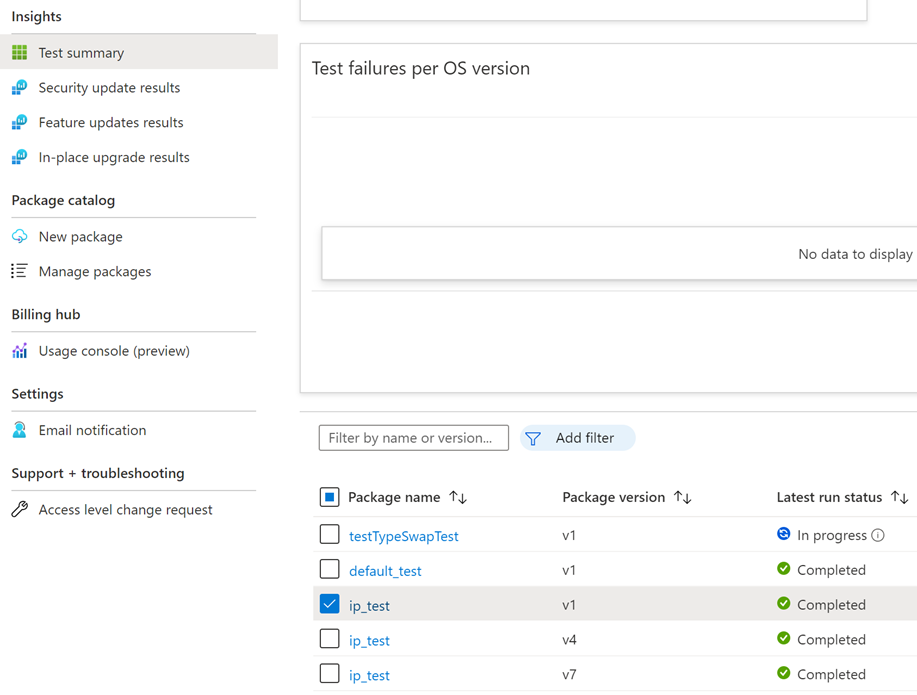 Insights
Test summary
Security update results
Feature updates results
In-place upgrade results
Package catalog
New package
Manage packages
Billing hub
Usage console (preview)
Settings
Email notification
Support + troubleshooting
Access level change request
Test failures per OS version
No data to display
Filter by name or version...
Add filter
Package name Package version Latest run status
testTypeSwapTest v1 In progress
default_test v1 Completed
ip_test v1 Completed
ip_test v4 Completed
ip_test v7 Completed